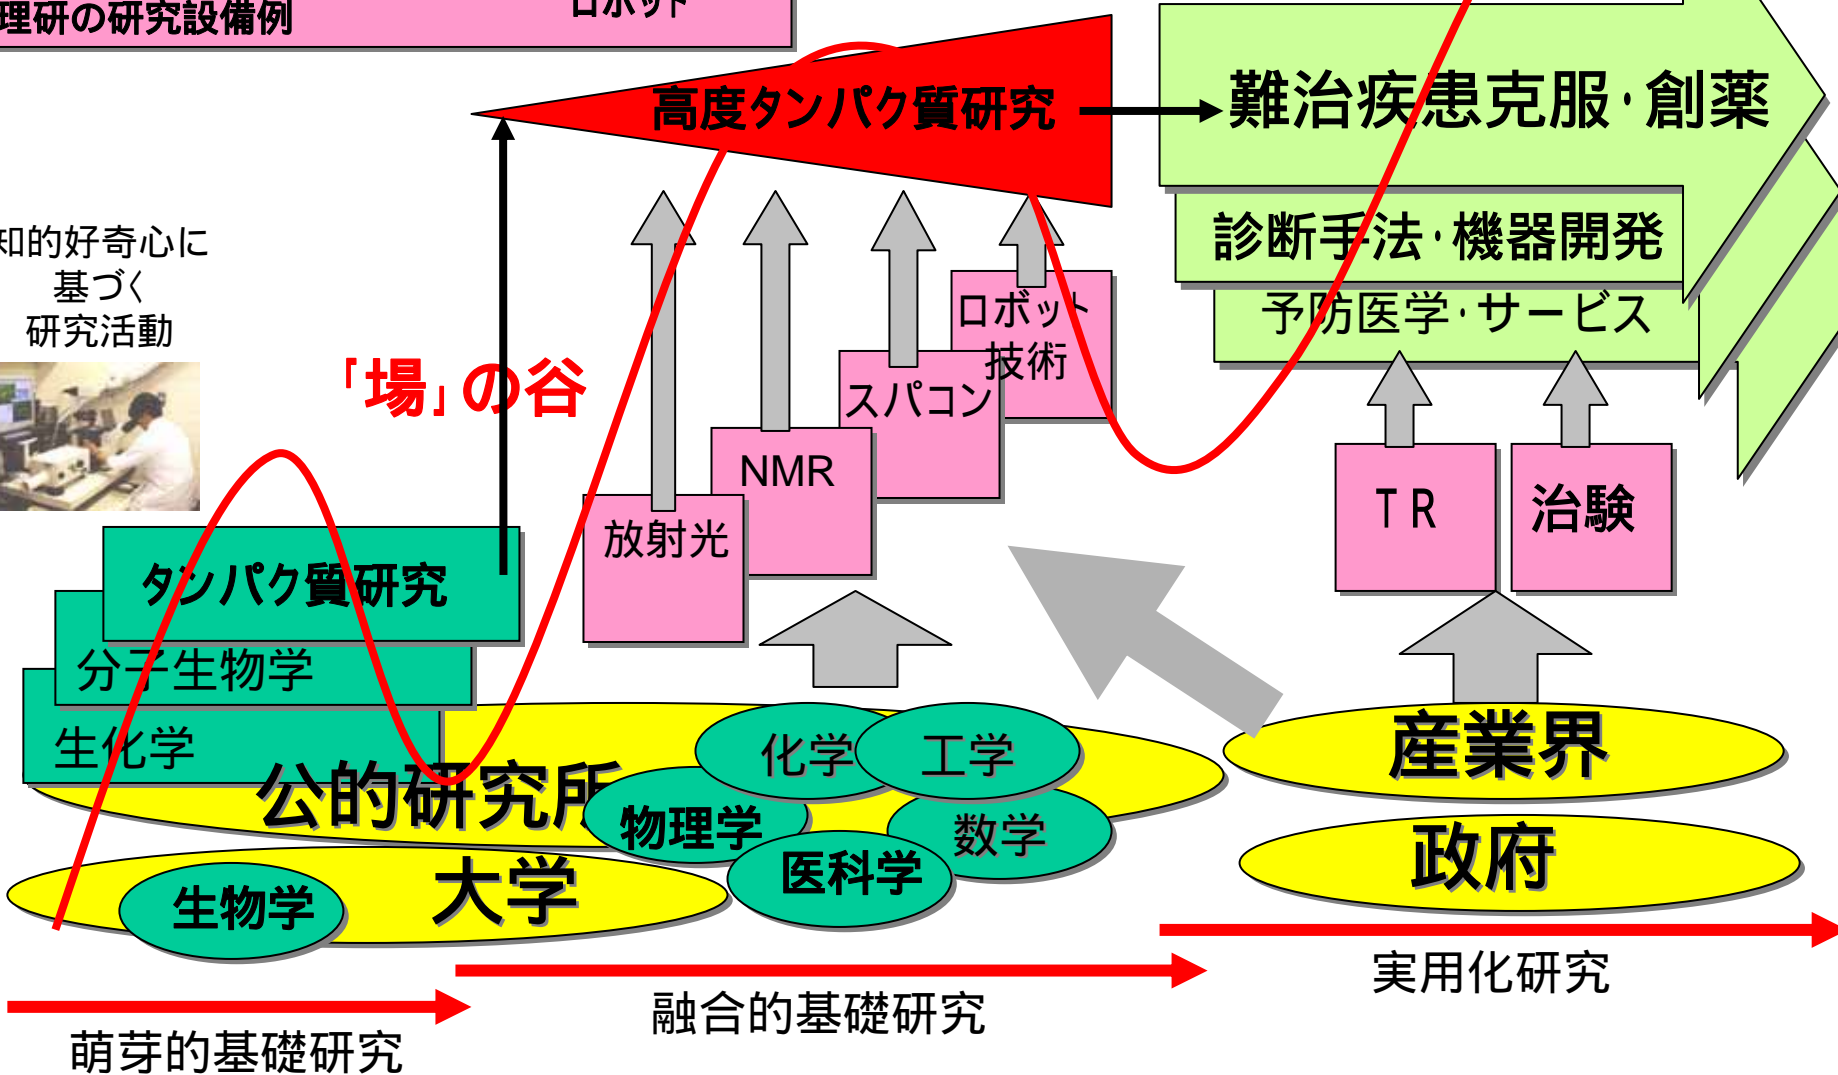 理研の研究設備例
ロボット
高度タンパク質研究
難治疾患克服・創薬
診断手法・機器開発
予防医学・サービス
知的好奇心に
基づく
研究活動
「場」の谷
ロボット
技術
スパコン
NMR
放射光
ＴＲ
治験
タンパク質研究
分子生物学
生化学
公的研究所
化学
工学
物理学
数学
医科学
大学
生物学
産業界
政府
実用化研究
融合的基礎研究
萌芽的基礎研究